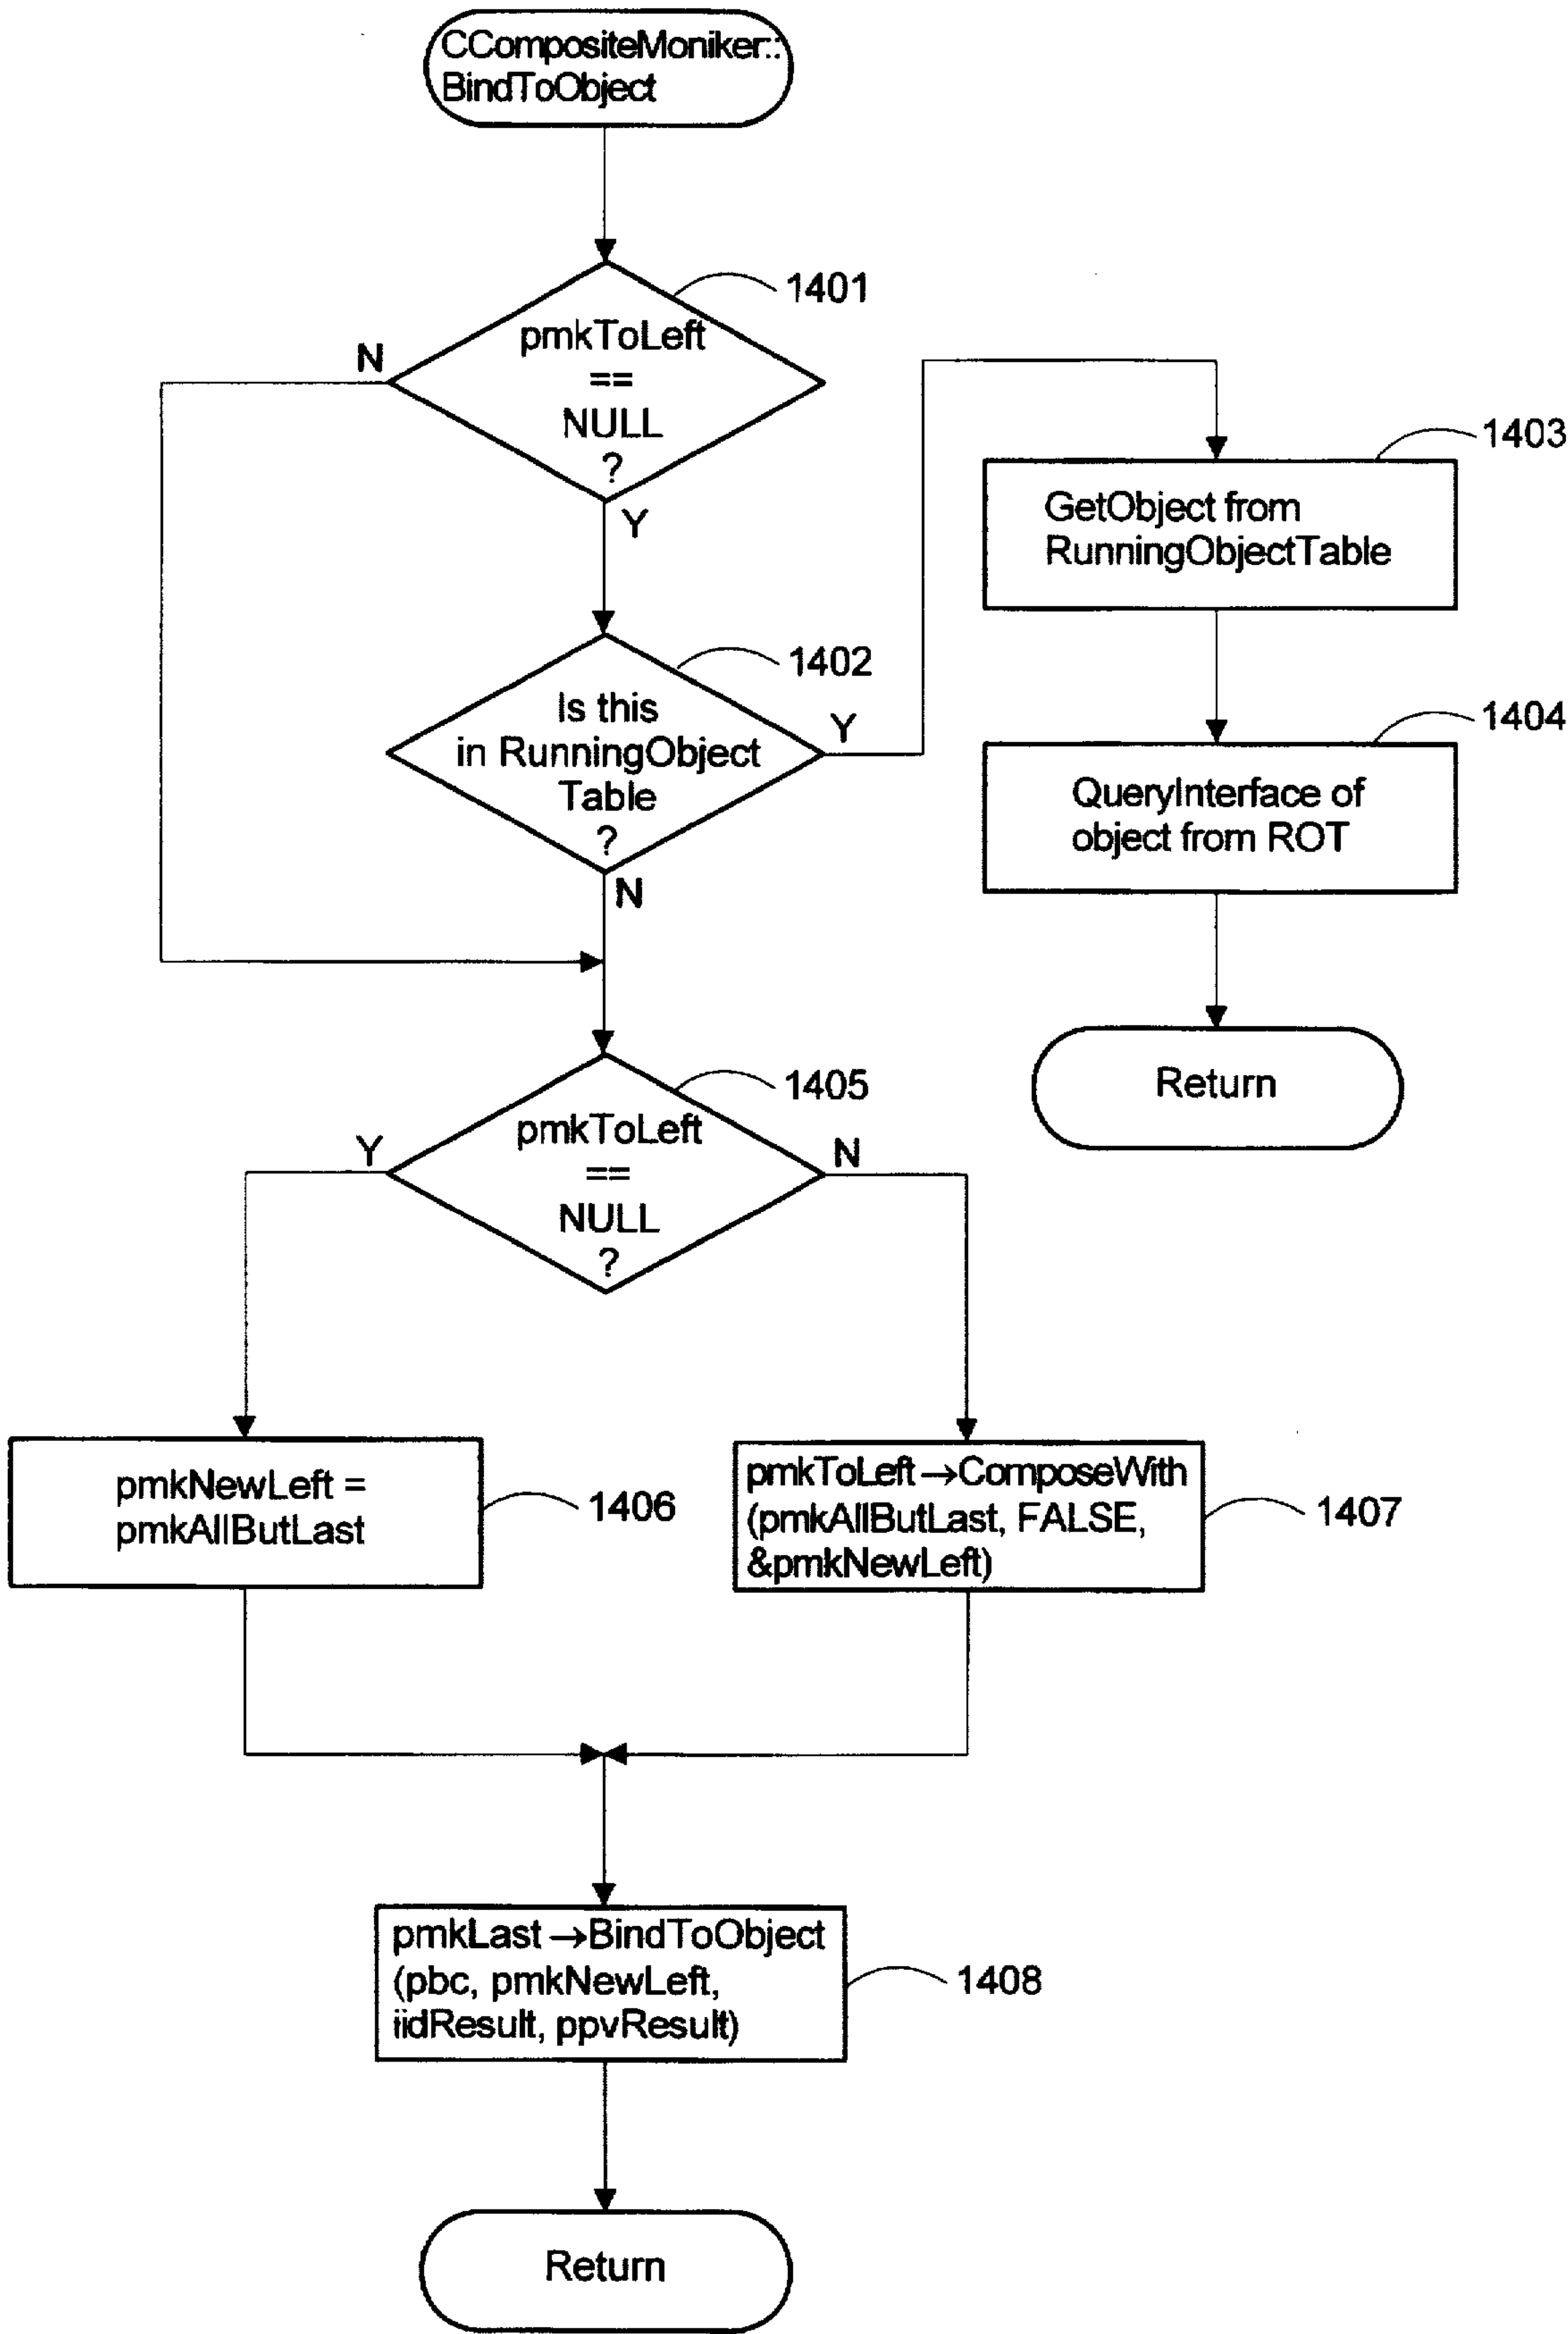 CCompositeMoniker::
BindToObject
1401
pmkToLeft
==
NULL
?
N
Y
1402
Is this
in RunningObject
Table
?
Y
N
1403
GetObject from
RunningObjectTable
1404
QueryInterface of
object from ROT
Return
1405
pmkToLeft
==
NULL
?
Y
N
pmkNewLeft =
pmkAllButLast
1406
pmkToLeft→ComposeWith
(pmkAllButLast, FALSE,
&pmkNewLeft)
1407
pmkLast→BindToObject
(pbc, pmkNewLeft,
iidResult, ppvResult)
1408
Return